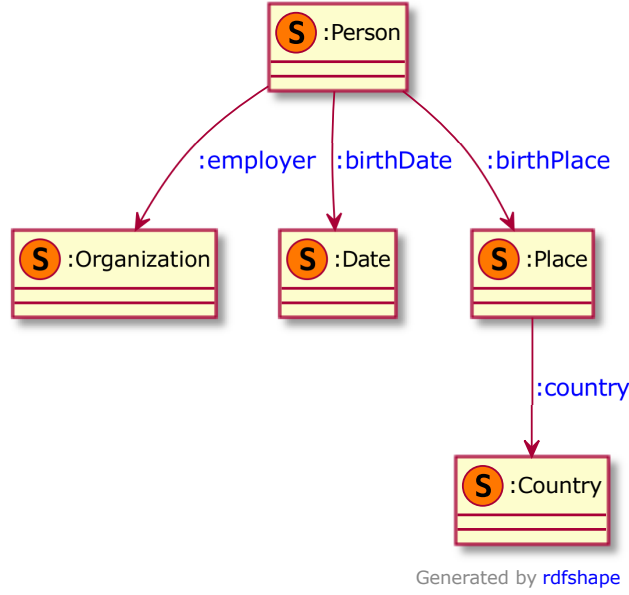 S :Person
:employer :birthDate :birthPlace
S :Organization S :Date S :Place
:country
S :Country
Generated by rdfshape